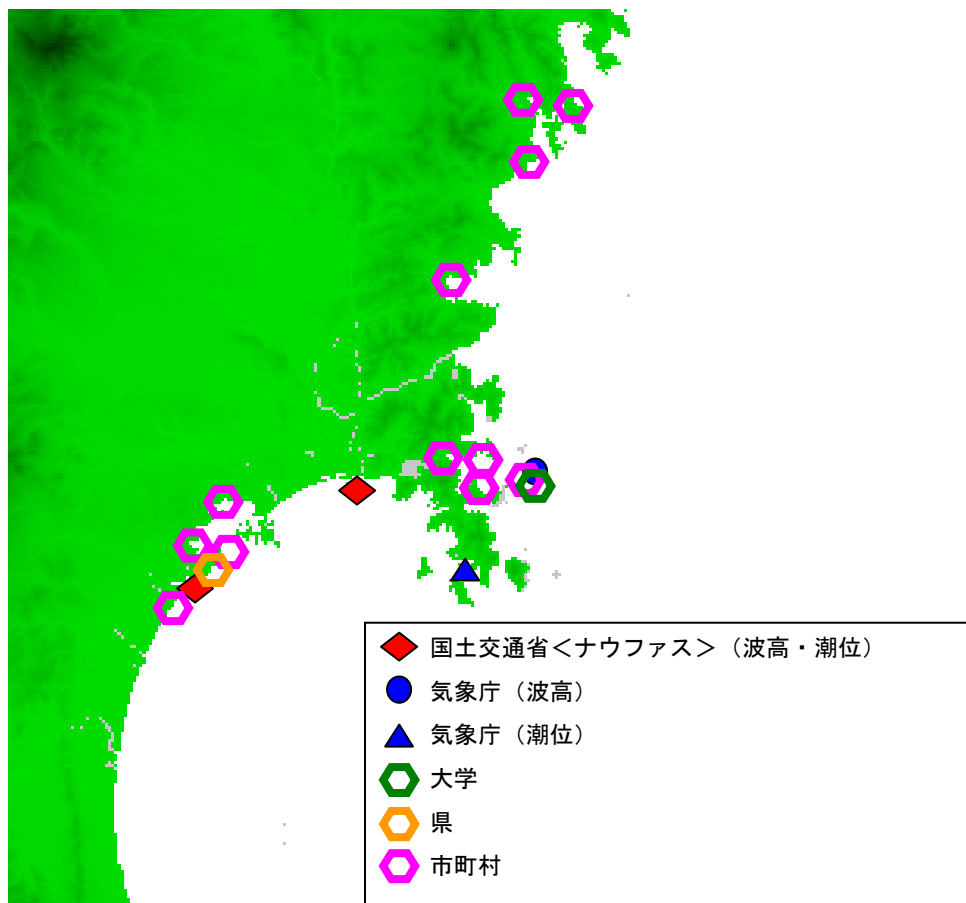 国土交通省＜ナウファス＞（波高・潮位）
気象庁（波高）
気象庁（潮位）
大学
県
市町村